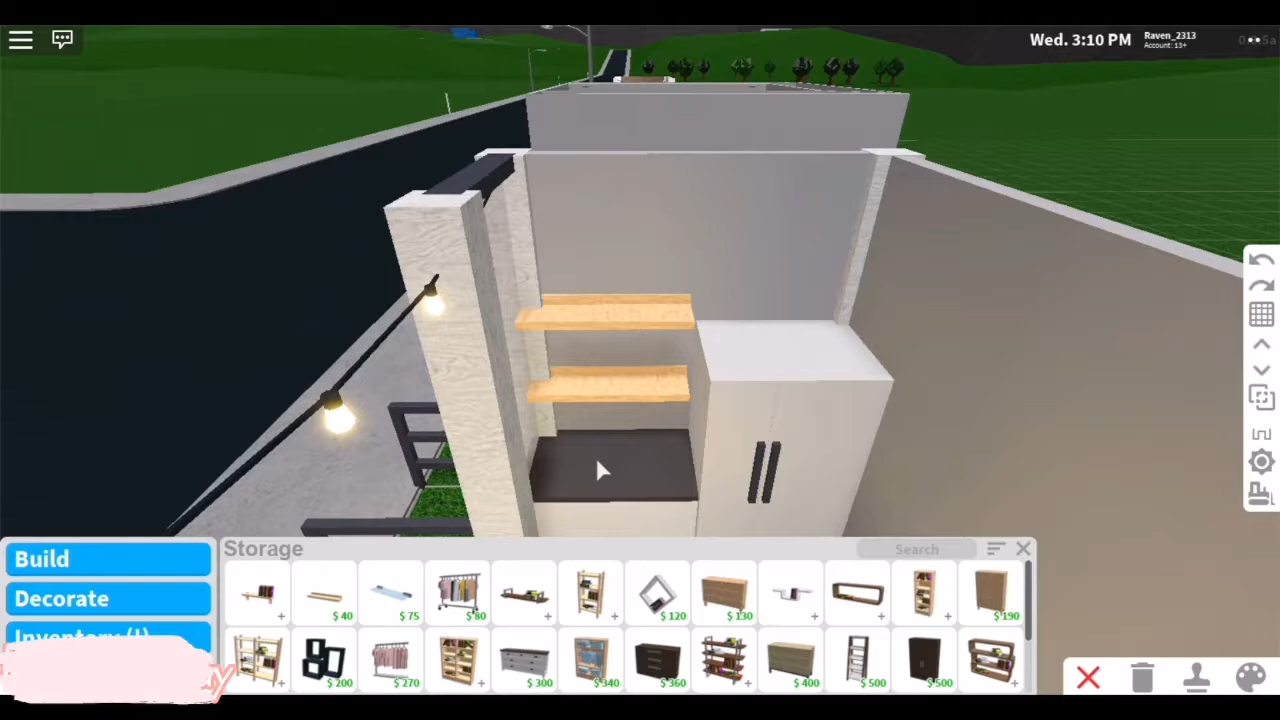 Wed. 3:10 PM
Raven_2313
Account: 13+
Build
Decorate
Inventory (!)
Storage
Search
$ 40
$ 75
$ 80
$ 120
$ 130
$ 190
$ 200
$ 270
$ 300
$ 340
$ 360
$ 400
$ 500
$ 500